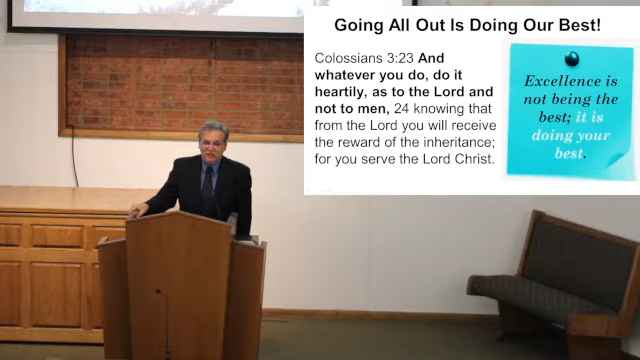 Going All Out Is Doing Our Best!
Colossians 3:23 And
whatever you do, do it
heartily, as to the Lord and
not to men, 24 knowing that
from the Lord you will receive
the reward of the inheritance;
for you serve the Lord Christ.
Excellence is
not being the
best; it is
doing your
best.